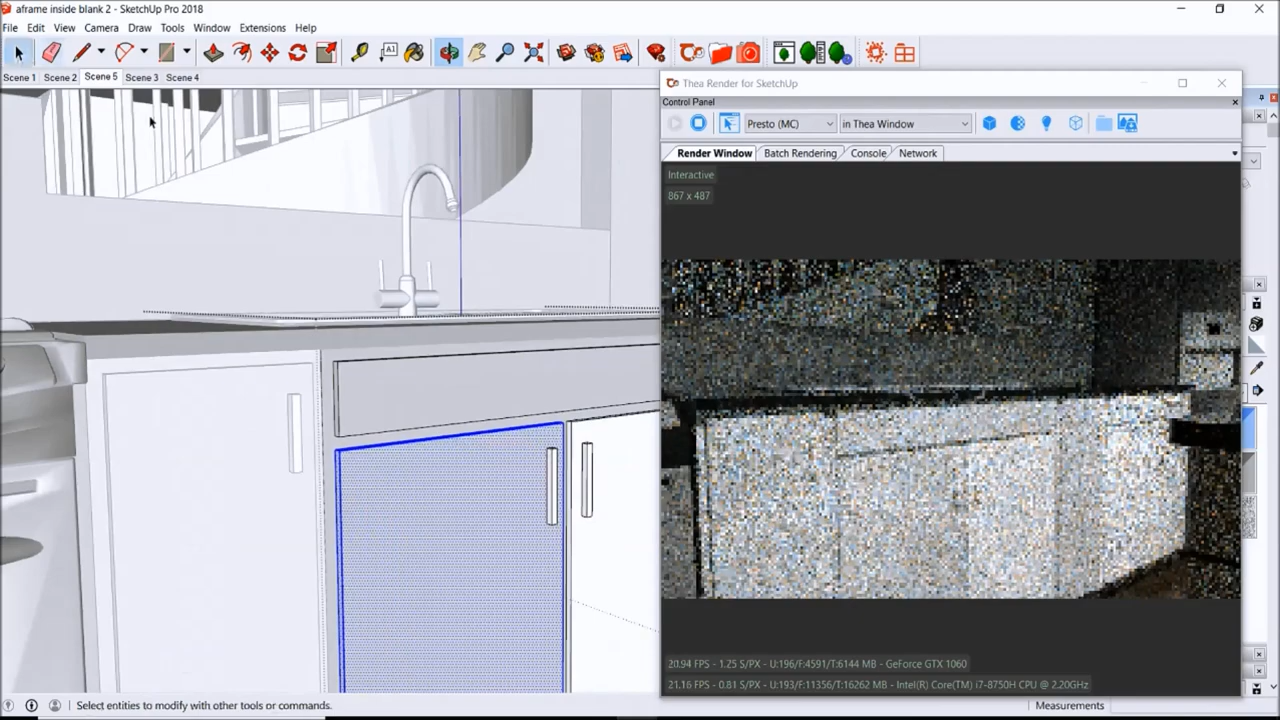 aframe inside blank 2 - SketchUp Pro 2018
File Edit View Camera Draw Tools Window Extensions Help
Scene 1 Scene 2 Scene 5 Scene 3 Scene 4
Thea Render for SketchUp
Control Panel
Presto (MC) in Thea Window
Render Window Batch Rendering Console Network
Interactive
867 x 487
20.94 FPS - 1.25 S/PX - U:196/F:4591/T:6144 MB - GeForce GTX 1060
21.16 FPS - 0.81 S/PX - U:193/F:11356/T:16262 MB - Intel(R) Core(TM) i7-8750H CPU @ 2.20GHz
Select entities to modify with other tools or commands.
Measurements